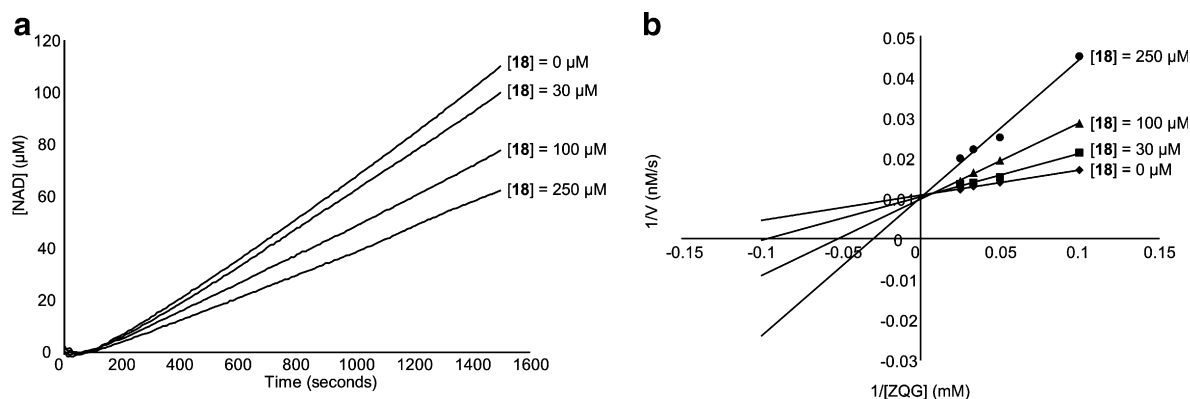 a
120
100
80
60
40
20
0
[NAD] (µM)
0 200 400 600 800 1000 1200 1400 1600
Time (seconds)
[18] = 0 µM
[18] = 30 µM
[18] = 100 µM
[18] = 250 µM
b
0.05
0.04
0.03
0.02
0.01
0
-0.01
-0.02
-0.03
1/V (nM/s)
-0.15 -0.1 -0.05 0 0.05 0.1 0.15
1/[ZQG] (mM)
[18] = 250 µM
[18] = 100 µM
[18] = 30 µM
[18] = 0 µM